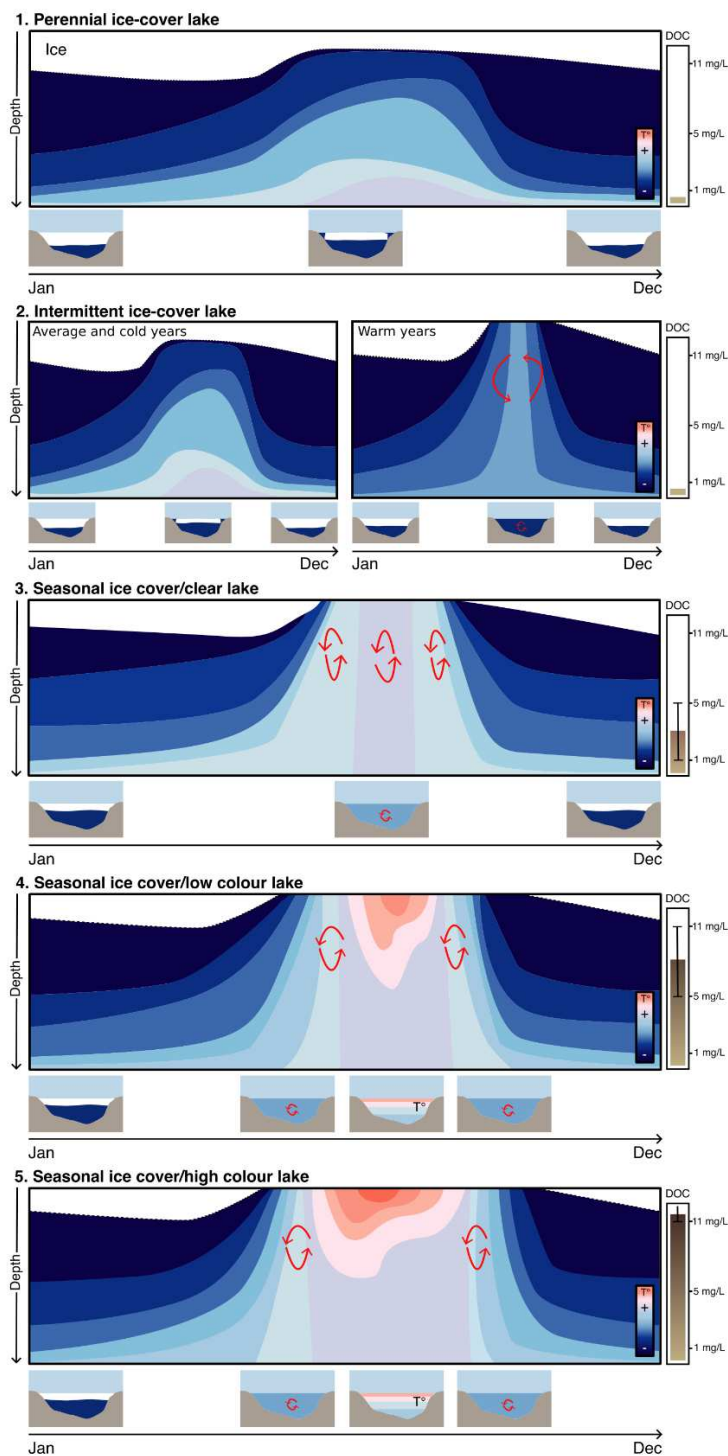 1. Perennial ice-cover lake
DOC
Ice
11 mg/L
Depth
T°
+
-
5 mg/L
1 mg/L
Jan
Dec
2. Intermittent ice-cover lake
Average and cold years
Warm years
DOC
11 mg/L
Depth
T°
+
-
5 mg/L
1 mg/L
Jan
Dec
Jan
Dec
3. Seasonal ice cover/clear lake
DOC
11 mg/L
Depth
T°
+
-
5 mg/L
1 mg/L
Jan
Dec
4. Seasonal ice cover/low colour lake
DOC
11 mg/L
Depth
T°
+
-
5 mg/L
1 mg/L
T°
Jan
Dec
5. Seasonal ice cover/high colour lake
DOC
11 mg/L
Depth
T°
+
-
5 mg/L
1 mg/L
T°
Jan
Dec